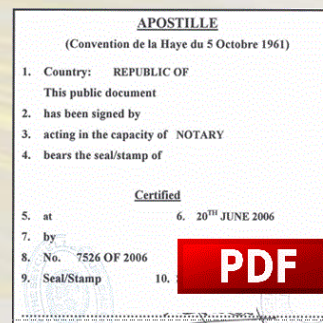 APOSTILLE
(Convention de la Haye du 5 Octobre 1961)
1. Country: REPUBLIC OF
This public document
2. has been signed by
3. acting in the capacity of NOTARY
4. bears the seal/stamp of
Certified
5. at 6. 20TH JUNE 2006
7. by
8. No. 7526 OF 2006
9. Seal/Stamp 10.
PDF